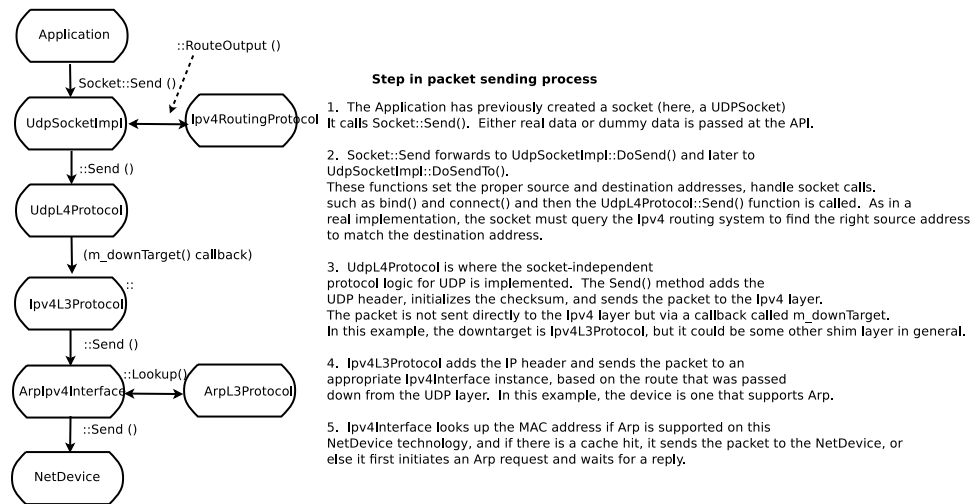 Application
::RouteOutput ()
Socket::Send ()
UdpSocketImpl
Ipv4RoutingProtocol
::Send ()
UdpL4Protocol
(m_downTarget() callback)
::
Ipv4L3Protocol
::Send ()
::Lookup()
ArpIpv4Interface
ArpL3Protocol
::Send ()
NetDevice
Step in packet sending process
1. The Application has previously created a socket (here, a UDPSocket)
It calls Socket::Send(). Either real data or dummy data is passed at the API.
2. Socket::Send forwards to UdpSocketImpl::DoSend() and later to
UdpSocketImpl::DoSendTo().
These functions set the proper source and destination addresses, handle socket calls.
such as bind() and connect() and then the UdpL4Protocol::Send() function is called. As in a
real implementation, the socket must query the Ipv4 routing system to find the right source address
to match the destination address.
3. UdpL4Protocol is where the socket-independent
protocol logic for UDP is implemented. The Send() method adds the
UDP header, initializes the checksum, and sends the packet to the Ipv4 layer.
The packet is not sent directly to the Ipv4 layer but via a callback called m_downTarget.
In this example, the downtarget is Ipv4L3Protocol, but it could be some other shim layer in general.
4. Ipv4L3Protocol adds the IP header and sends the packet to an
appropriate Ipv4Interface instance, based on the route that was passed
down from the UDP layer. In this example, the device is one that supports Arp.
5. Ipv4Interface looks up the MAC address if Arp is supported on this
NetDevice technology, and if there is a cache hit, it sends the packet to the NetDevice, or
else it first initiates an Arp request and waits for a reply.